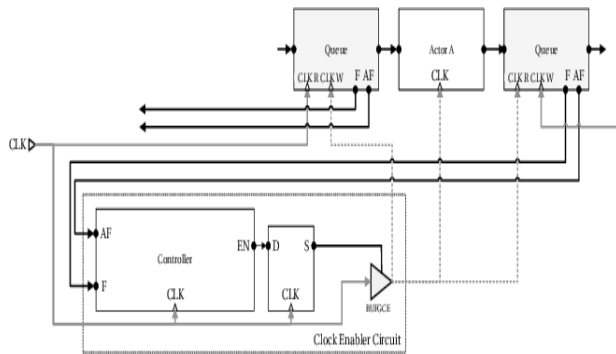 Queue
Actor A
Queue
CLK R CLK W
F AF
CLK
CLK R CLK W
F AF
CLK
AF
Controller
EN
D
S
F
CLK
CLK
BUFGCE
Clock Enabler Circuit